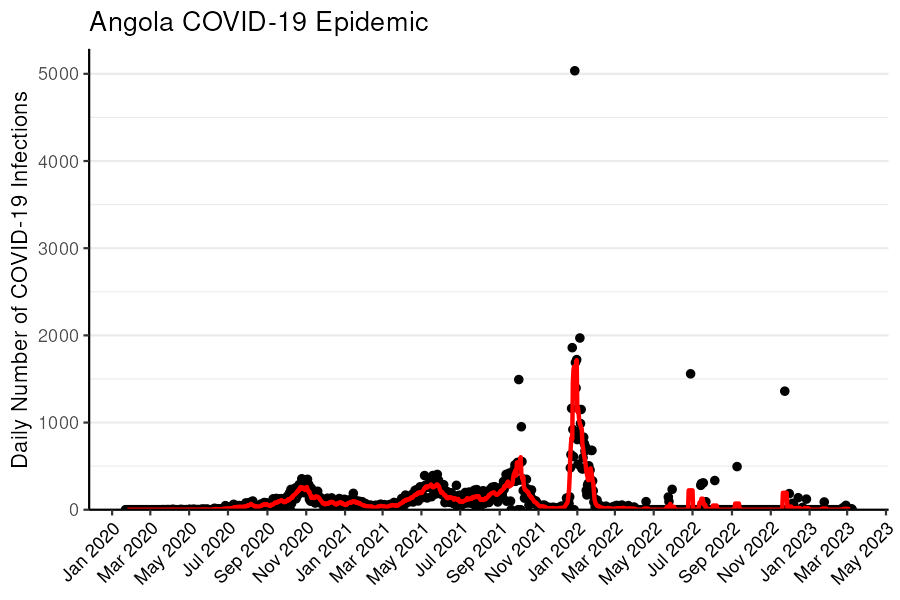 Angola COVID-19 Epidemic
Daily Number of COVID-19 Infections
5000
4000
3000
2000
1000
0
Jan 2020
Mar 2020
May 2020
Jul 2020
Sep 2020
Nov 2020
Jan 2021
Mar 2021
May 2021
Jul 2021
Sep 2021
Nov 2021
Jan 2022
Mar 2022
May 2022
Jul 2022
Sep 2022
Nov 2022
Jan 2023
Mar 2023
May 2023